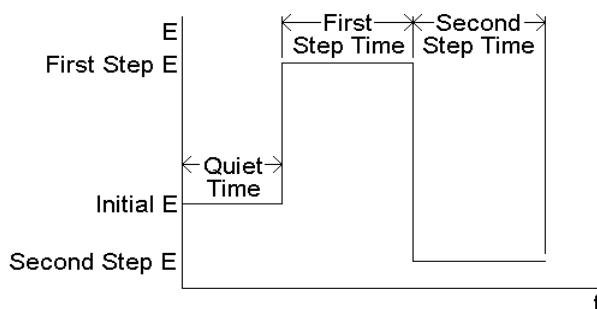 E
First
Step Time
Second
Step Time
First Step E
Quiet
Time
Initial E
Second Step E
t